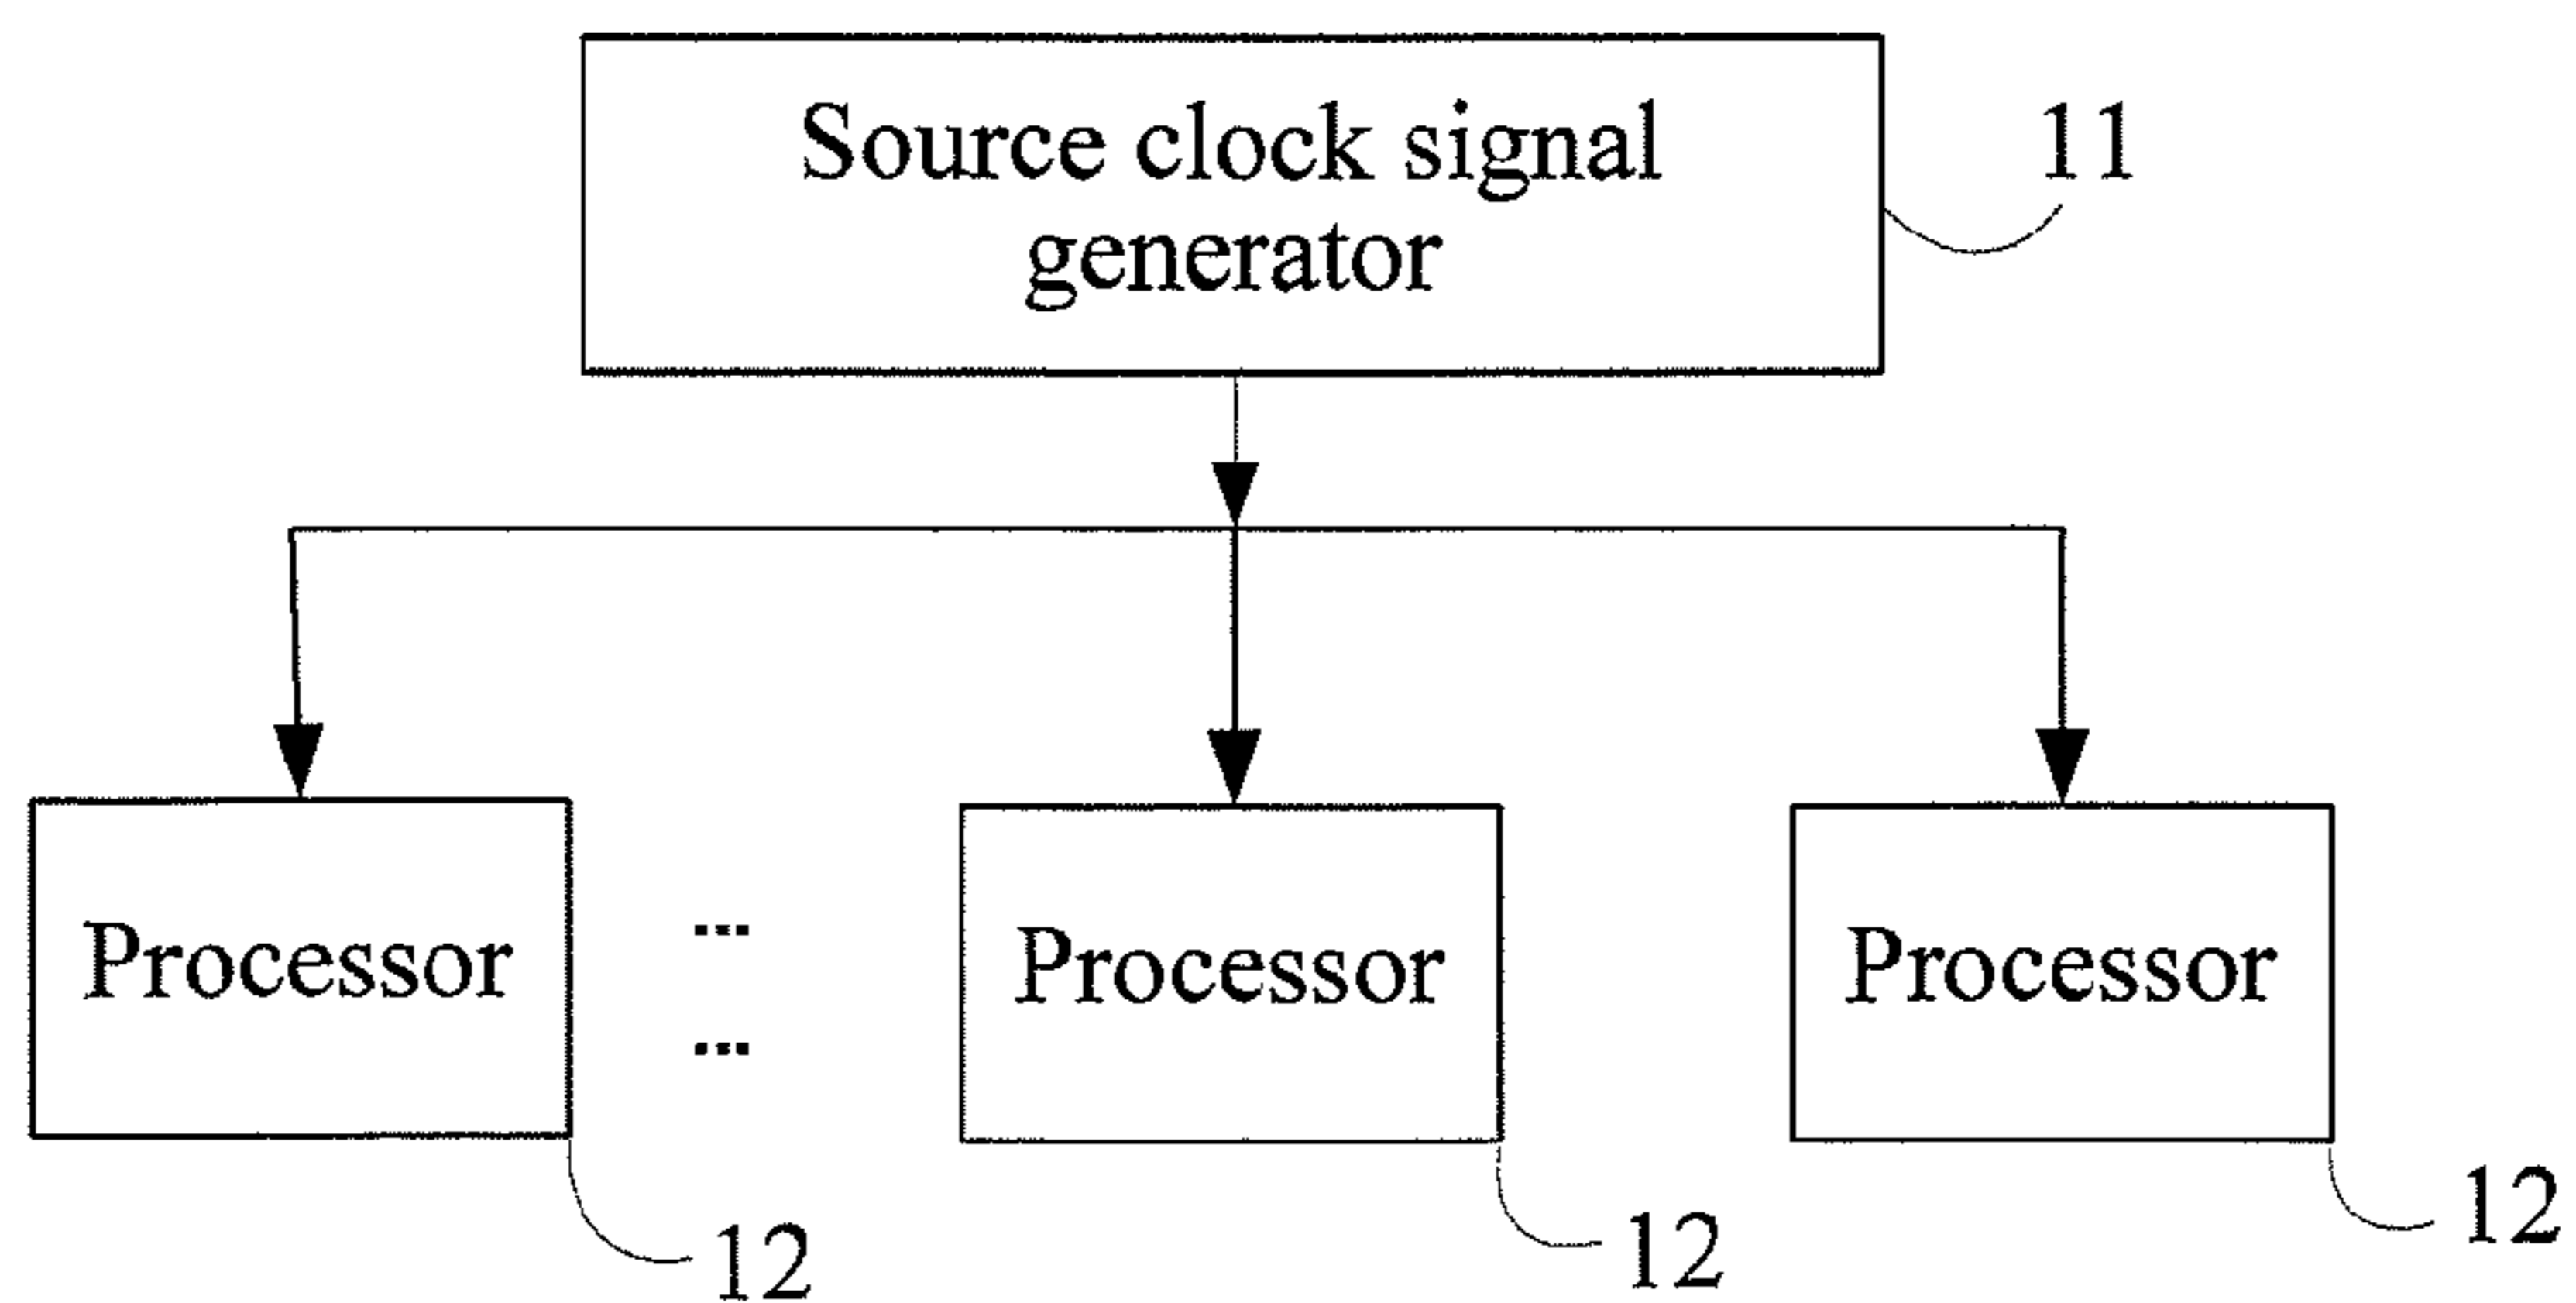 Source clock signal
generator
11
Processor
...
...
Processor
Processor
12
12
12